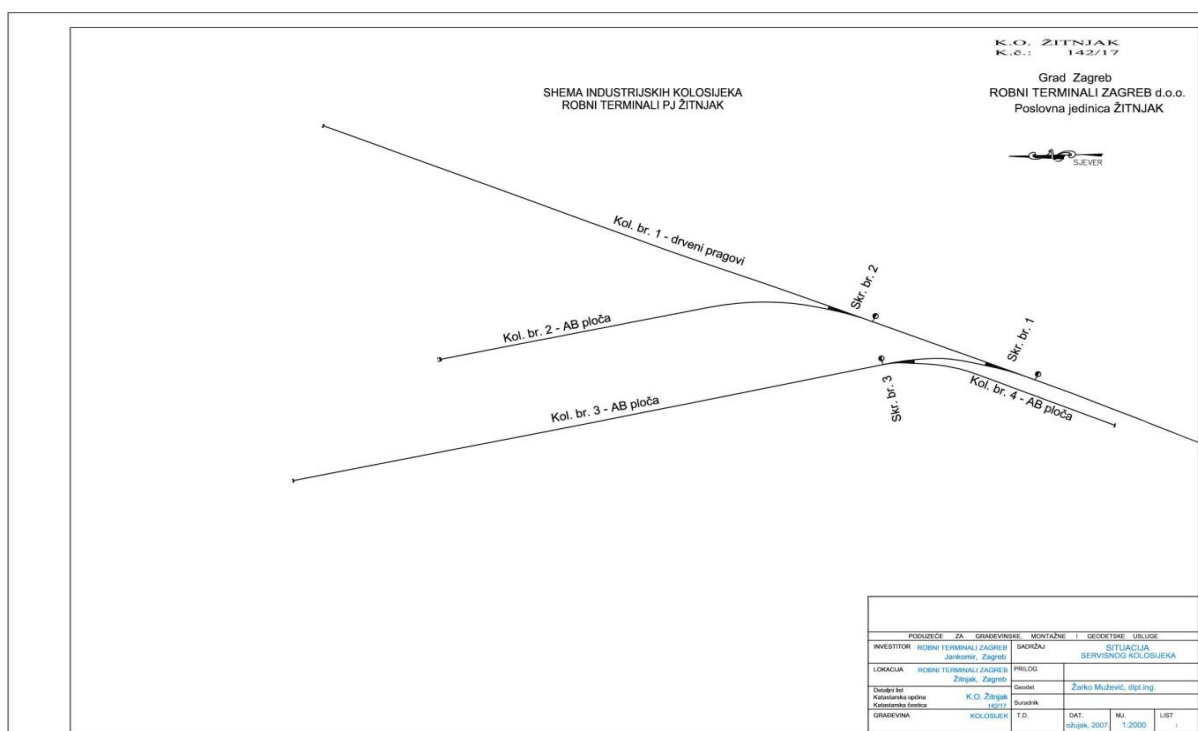 K.O. ŽITNJAK
K.č.: 142/17
Grad Zagreb
ROBNI TERMINALI ZAGREB d.o.o.
Poslovna jedinica ŽITNJAK
SHEMA INDUSTRIJSKIH KOLOSIJEKA
ROBNI TERMINALI PJ ŽITNJAK
SJEVER
Kol. br. 1 - drveni pragovi
Skr. br. 2
Kol. br. 2 - AB ploča
Skr. br. 1
Kol. br. 3 - AB ploča
Skr. br. 3
Kol. br. 4 - AB ploča
PODUZEĆE ZA GRAĐEVINSKE, MONTAŽNE I GEODETSKE USLUGE
INVESTITOR ROBNI TERMINALI ZAGREB
Jankomir, Zagreb
SADRŽAJ SITUACIJA
SERVISNOG KOLOSIJEKA
LOKACIJA ROBNI TERMINALI ZAGREB
Žitnjak, Zagreb
PRILOG
Detaljni list
Katastarska općina K.O. Žitnjak
Katastarska čestica 142/17
Geodet Žarko Mužević, dipl.ing.
Suradnik
GRAĐEVINA KOLOSIJEK
T.D.
DAT. ožujak, 2007.
MJ. 1:2000
LIST